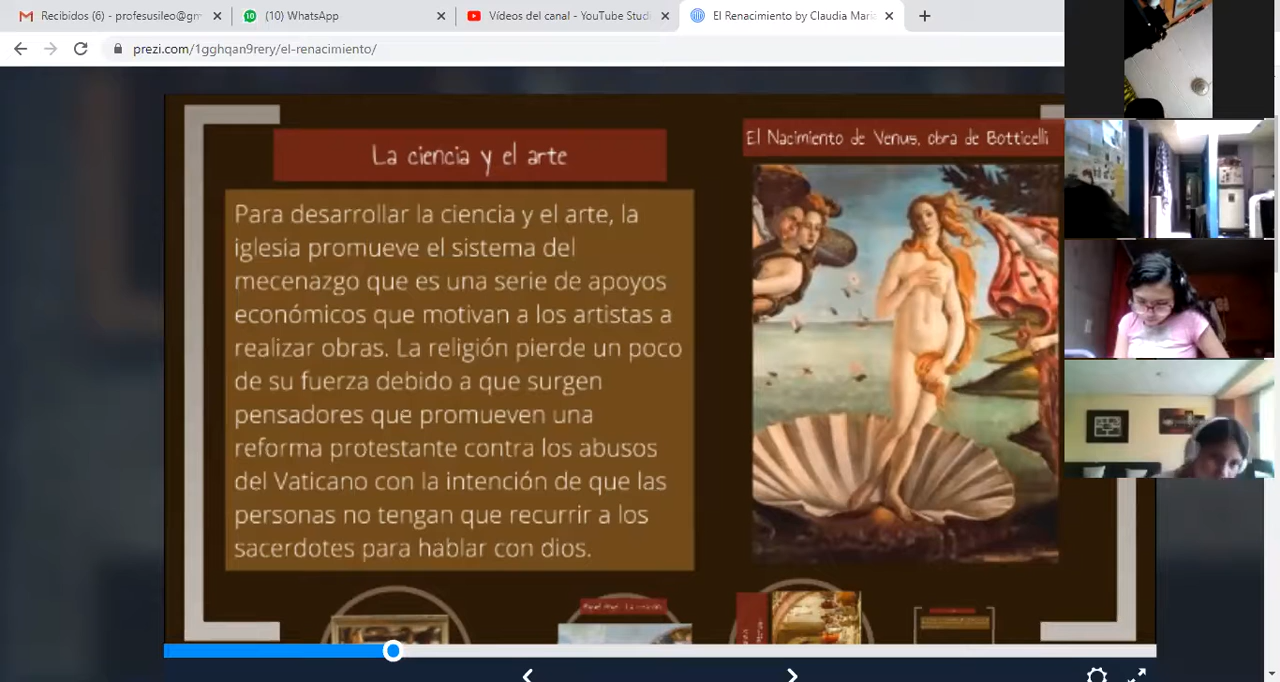 Recibidos (6) - profesusileo@gm
(10) WhatsApp
Vídeos del canal - YouTube Studi
El Renacimiento by Claudia Maria
prezi.com/1gghqan9rery/el-renacimiento/
La ciencia y el arte
El Nacimiento de Venus, obra de Botticelli
Para desarrollar la ciencia y el arte, la
iglesia promueve el sistema del
mecenazgo que es una serie de apoyos
económicos que motivan a los artistas a
realizar obras. La religión pierde un poco
de su fuerza debido a que surgen
pensadores que promueven una
reforma protestante contra los abusos
del Vaticano con la intención de que las
personas no tengan que recurrir a los
sacerdotes para hablar con dios.